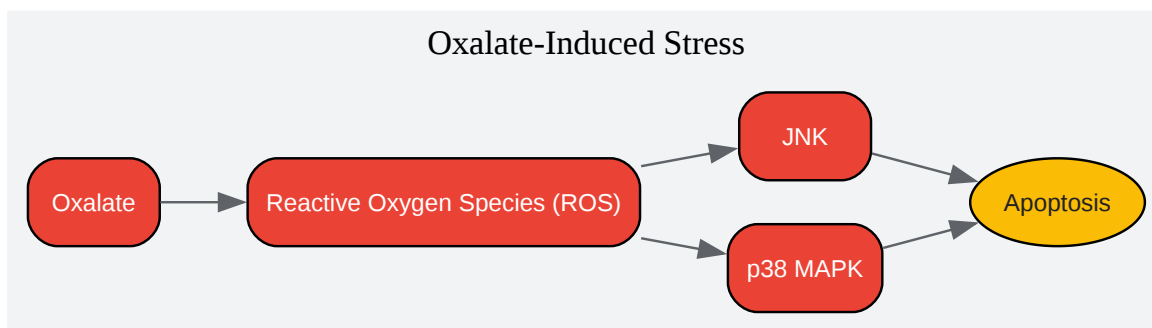 Oxalate-Induced Stress
Oxalate
Reactive Oxygen Species (ROS)
JNK
p38 MAPK
Apoptosis